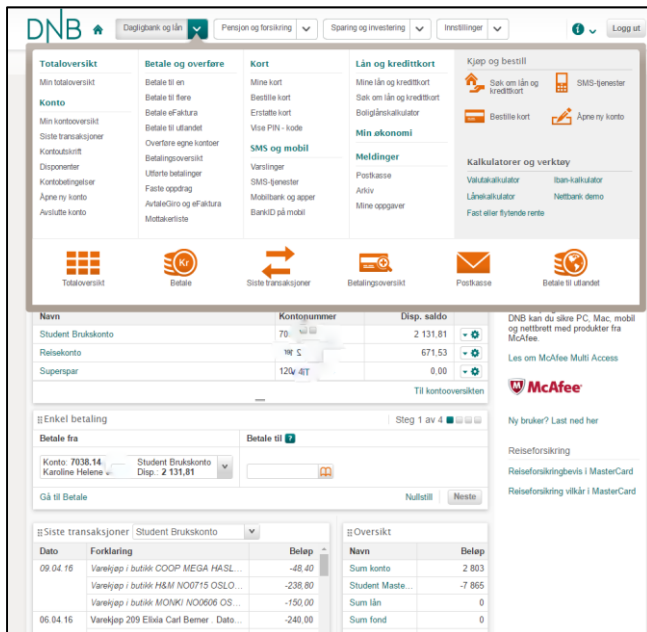 DNB
Dagligbank og lån
Pensjon og forsikring
Sparing og investering
Innstillinger
Logg ut
Totaloversikt
Min totaloversikt
Konto
Min kontooversikt
Siste transaksjoner
Kontoutskrift
Disponenter
Kontobetingelser
Åpne ny konto
Avslutte konto
Betale og overføre
Betale til en
Betale til flere
Betale eFaktura
Betale til utlandet
Overføre egne kontoer
Betalingsoversikt
Utførte betalinger
Faste oppdrag
AvtaleGiro og eFaktura
Mottakerliste
Kort
Mine kort
Bestille kort
Erstatte kort
Vise PIN - kode
SMS og mobil
Varslinger
SMS-tjenester
Mobilbank og apper
BankID på mobil
Lån og kredittkort
Mine lån og kredittkort
Søk om lån og kredittkort
Boliglånskalkulator
Min økonomi
Meldinger
Postkasse
Arkiv
Mine oppgaver
Kjøp og bestill
Søk om lån og
kredittkort
SMS-tjenester
Bestille kort
Åpne ny konto
Kalkulatorer og verktøy
Valutakalkulator
Iban-kalkulator
Lånekalkulator
Nettbank demo
Fast eller flytende rente
Kr
Totaloversikt
Betale
Siste transaksjoner
Betalingsoversikt
Postkasse
Betale til utlandet
Navn Kontonummer Disp. saldo
Student Brukskonto 70 2 131,81
Reisekonto 671,53
Superspar 120 0,00
Til kontooversikten
Enkel betaling Steg 1 av 4
Betale fra Betale til ?
Konto: 7038.14 Student Brukskonto
Karoline Helene Disp.: 2 131,81
Gå til Betale Nullstill Neste
Siste transaksjoner Student Brukskonto
Dato Forklaring Beløp
09.04.16 Varekjøp i butikk COOP MEGA HASL... -48,40
Varekjøp i butikk H&M NO0715 OSLO... -238,80
Varekjøp i butikk MONKI NO0606 OS... -150,00
06.04.16 Varekjøp 209 Elixia Carl Berner . Dato... -240,00
Oversikt
Navn Beløp
Sum konto 2 803
Student Maste... -7 865
Sum lån 0
Sum fond 0
DNB kan du sikre PC, Mac, mobil
og nettbrett med produkter fra
McAfee.
Les om McAfee Multi Access
McAfee
Ny bruker? Last ned her
Reiseforsikring
Reiseforsikringbevis i MasterCard
Reiseforsikring vilkår i MasterCard